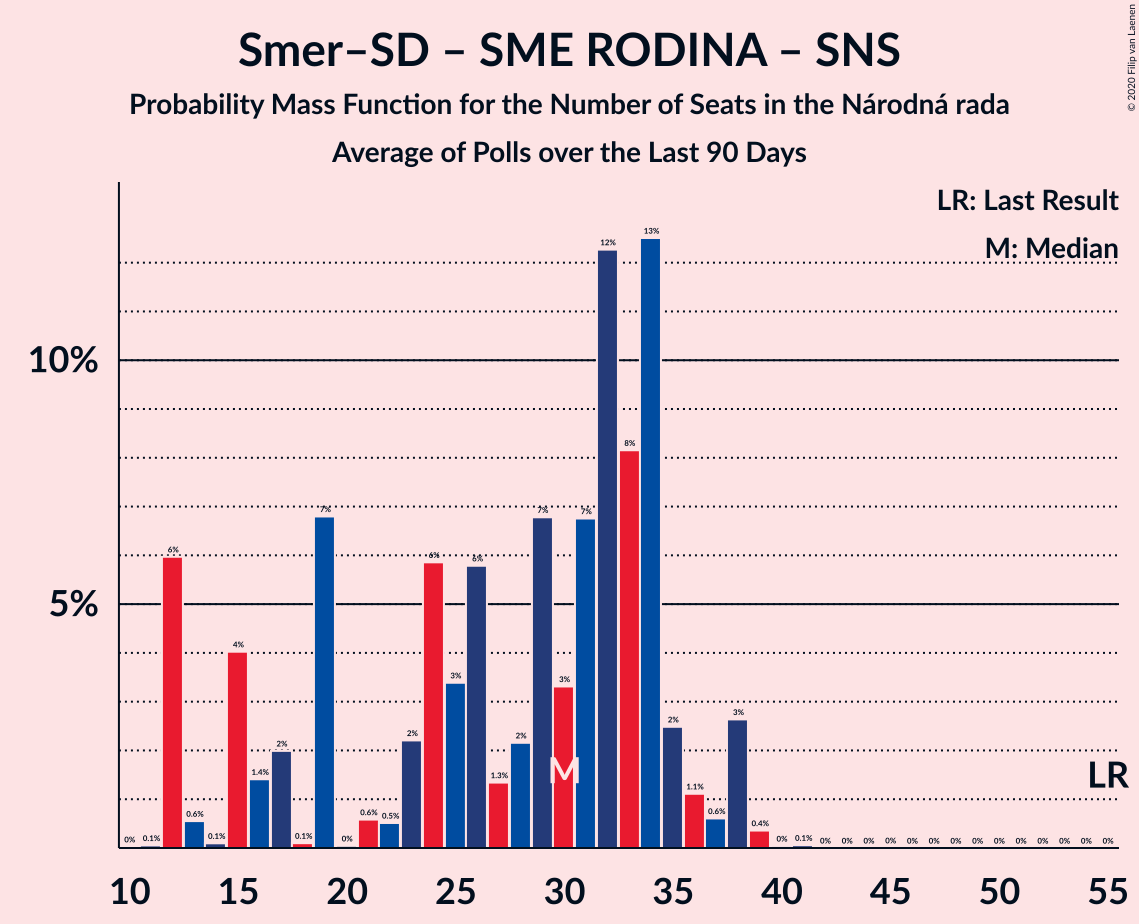 Smer–SD – SME RODINA – SNS
Probability Mass Function for the Number of Seats in the Národná rada
Average of Polls over the Last 90 Days
© 2020 Filip van Laenen
LR: Last Result
M: Median
10%
5%
0% 0.1% 6% 0.6% 0.1% 4% 1.4% 2% 0.1% 7% 0% 0.6% 0.5% 2% 6% 3% 6% 1.3% 2% 7% 3% 7% 12% 8% 13% 2% 1.1% 0.6% 3% 0.4% 0% 0.1% 0% 0% 0% 0% 0% 0% 0% 0% 0% 0% 0% 0% 0% 0%
M
LR
10 15 20 25 30 35 40 45 50 55